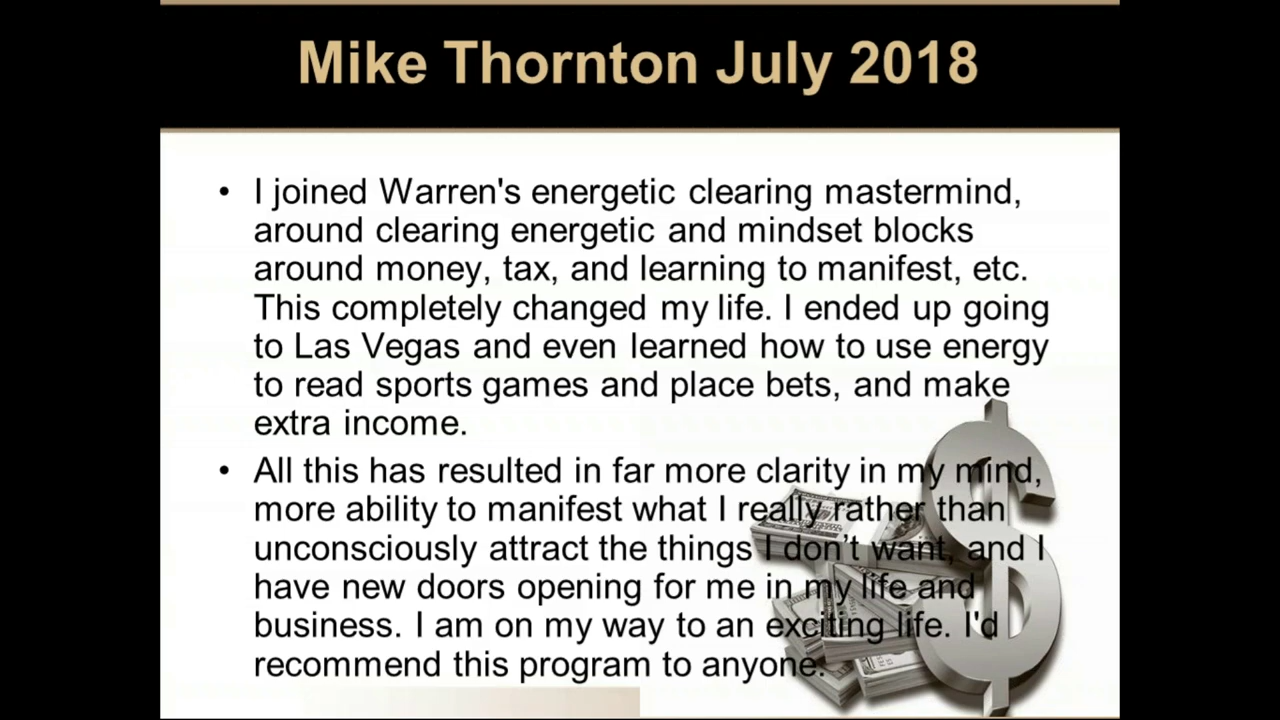 Mike Thornton July 2018
• I joined Warren's energetic clearing mastermind,
around clearing energetic and mindset blocks
around money, tax, and learning to manifest, etc.
This completely changed my life. I ended up going
to Las Vegas and even learned how to use energy
to read sports games and place bets, and make
extra income.
• All this has resulted in far more clarity in my mind,
more ability to manifest what I really rather than
unconsciously attract the things I don’t want, and I
have new doors opening for me in my life and
business. I am on my way to an exciting life. I'd
recommend this program to anyone.